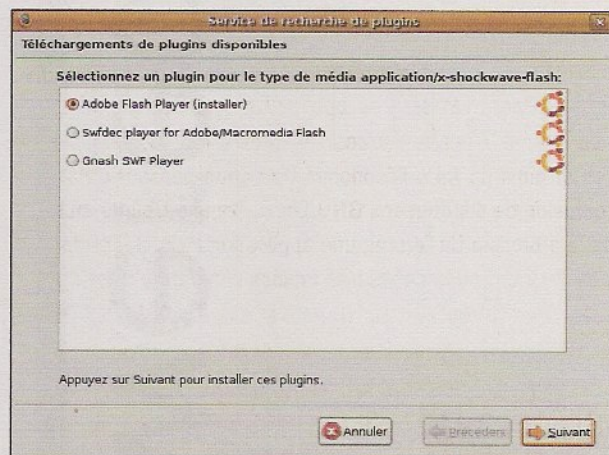 Service de recherche de plugins
Téléchargements de plugins disponibles
Sélectionnez un plugin pour le type de média application/x-shockwave-flash:
Adobe Flash Player (installer)
Swfdec player for Adobe/Macromedia Flash
Gnash SWF Player
Appuyez sur Suivant pour installer ces plugins.
Annuler
Précédent
Suivant